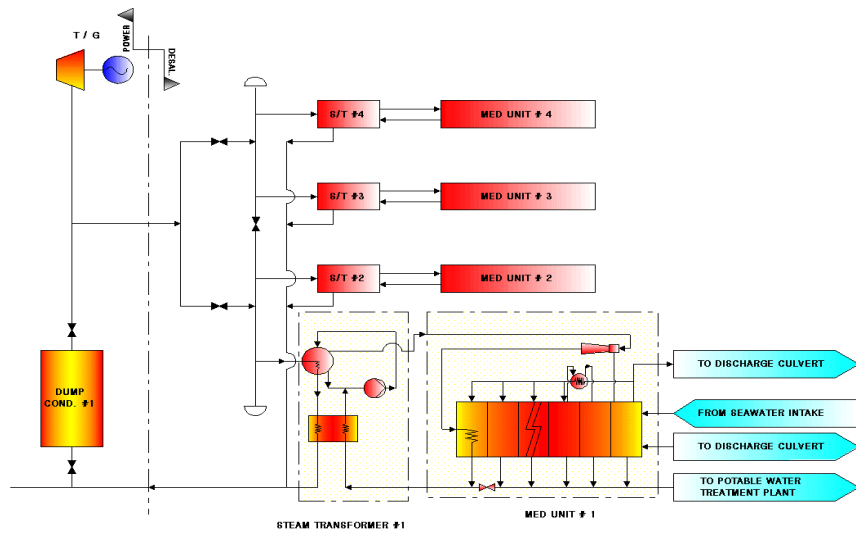 T / G
POWER
DESAL.
S/T #4
MED UNIT # 4
S/T #3
MED UNIT # 3
S/T #2
MED UNIT # 2
TO DISCHARGE CULVERT
DUMP
COND. #1
FROM SEAWATER INTAKE
TO DISCHARGE CULVERT
TO POTABLE WATER
TREATMENT PLANT
MED UNIT # 1
STEAM TRANSFORMER #1